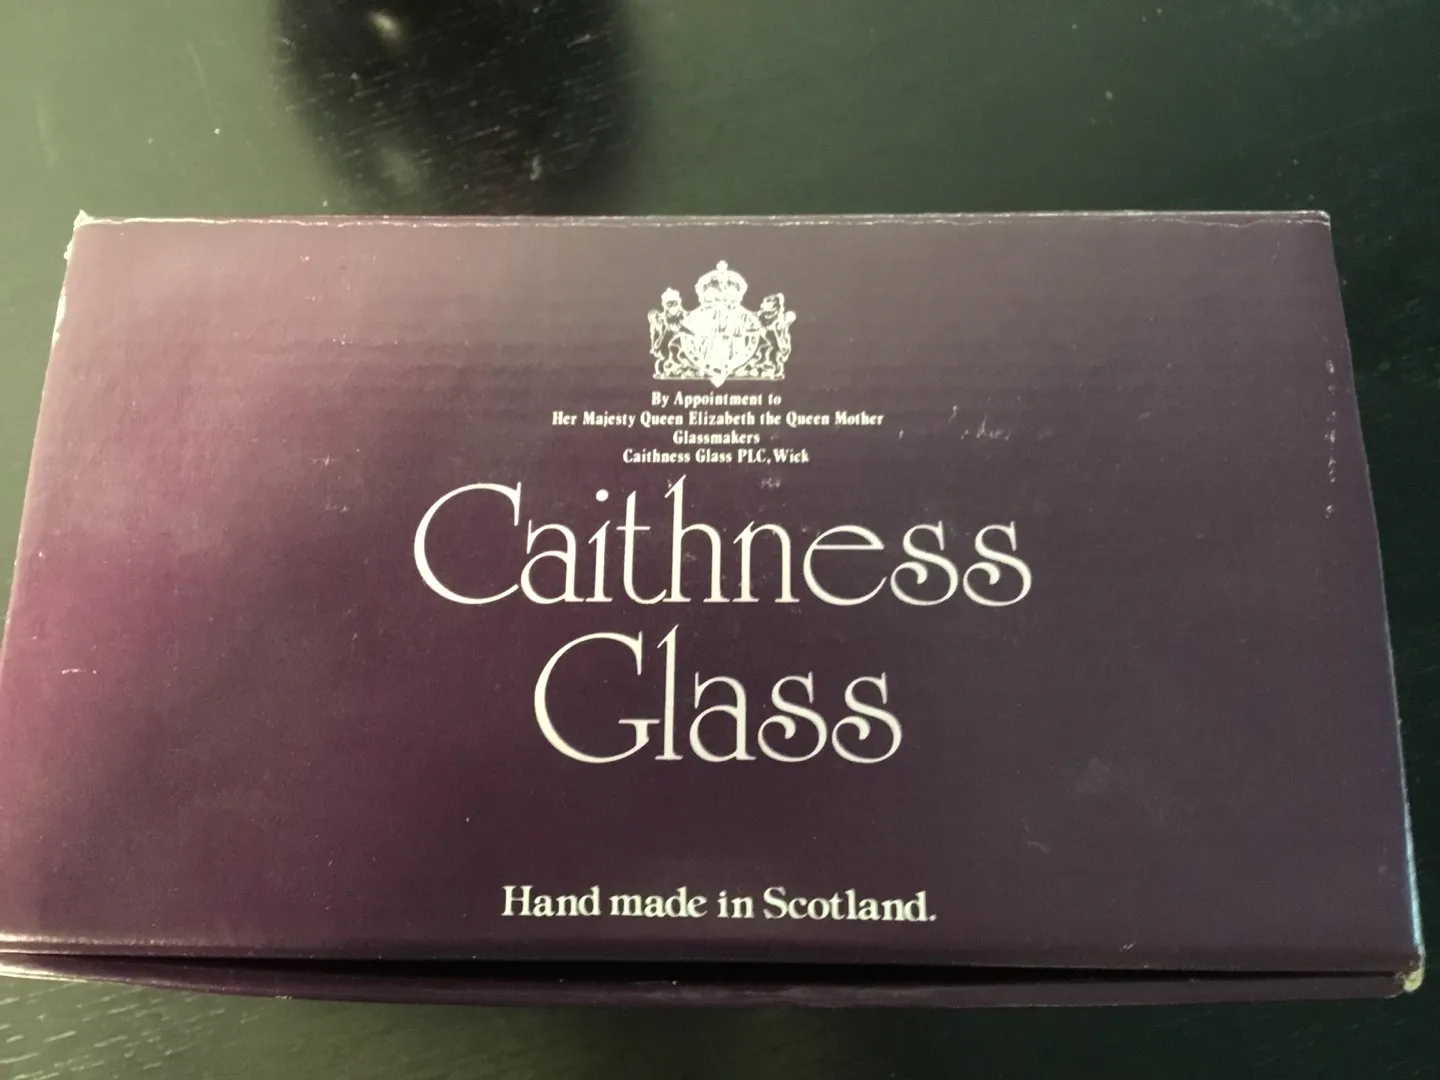 By Appointment to
Her Majesty Queen Elizabeth the Queen Mother
Glassmakers
Caithness Glass PLC, Wick
Caithness
Glass
Hand made in Scotland.